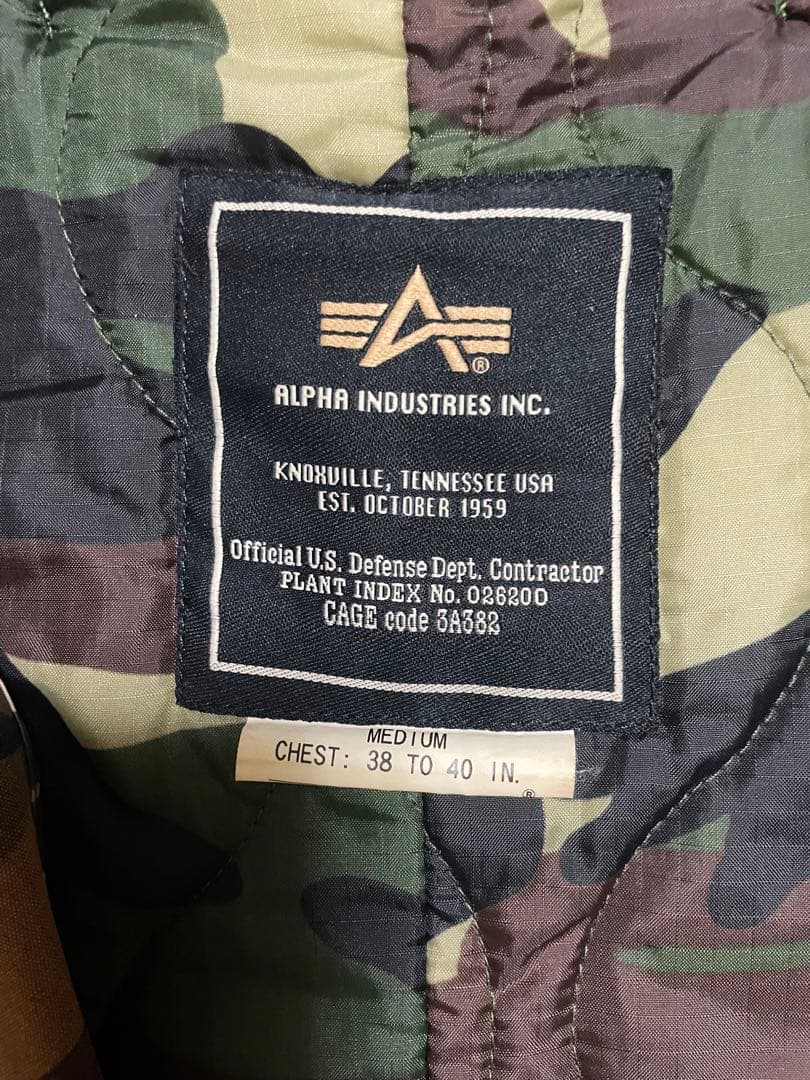 ®
ALPHA INDUSTRIES INC.
KNOXVILLE, TENNESSEE USA
EST. OCTOBER 1959
Official U.S. Defense Dept. Contractor
PLANT INDEX No. 02620D
CAGE code 3A382
MEDIUM
CHEST: 38 TO 40 IN.
®